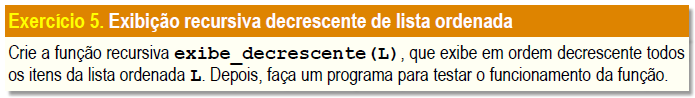 Exercício 5. Exibição recursiva decrescente de lista ordenada
Crie a função recursiva exibe_decrescente(L), que exibe em ordem decrescente todos
os itens da lista ordenada L. Depois, faça um programa para testar o funcionamento da função.